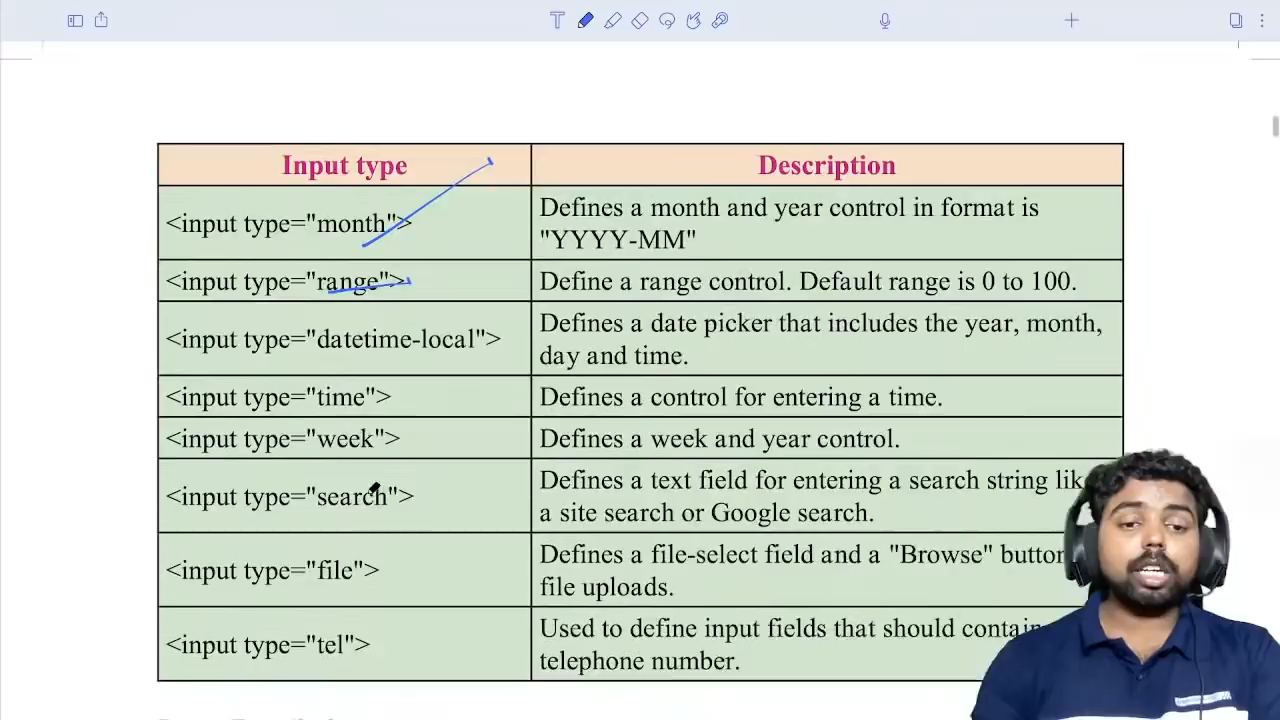 Input type Description
<input type="month"> Defines a month and year control in format is
"YYYY-MM"
<input type="range"> Define a range control. Default range is 0 to 100.
<input type="datetime-local"> Defines a date picker that includes the year, month,
day and time.
<input type="time"> Defines a control for entering a time.
<input type="week"> Defines a week and year control.
<input type="search"> Defines a text field for entering a search string
a site search or Google search.
<input type="file"> Defines a file-select field and a "Browse" button
file uploads.
<input type="tel"> Used to define input fields that should contain
telephone number.